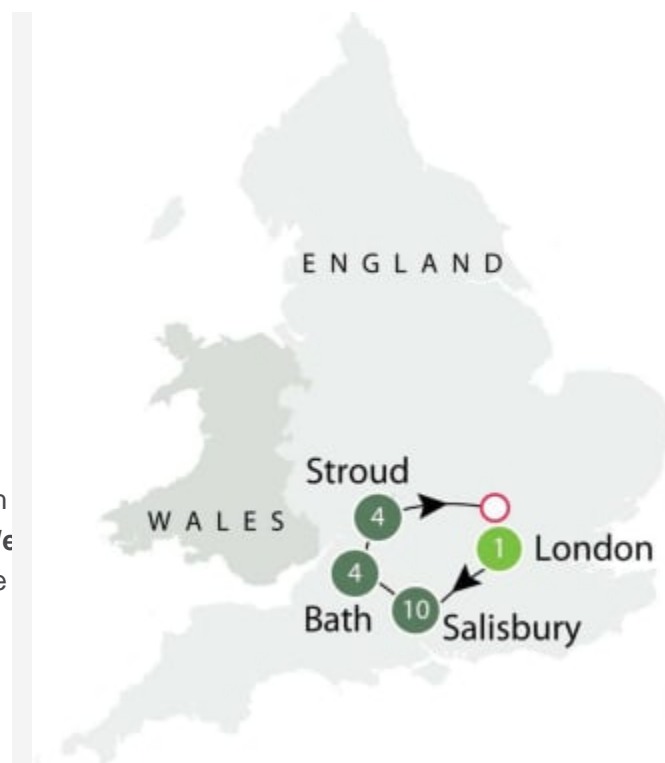 ENGLAND
Stroud
4
WALES
1 London
4
Bath
10 Salisbury
e